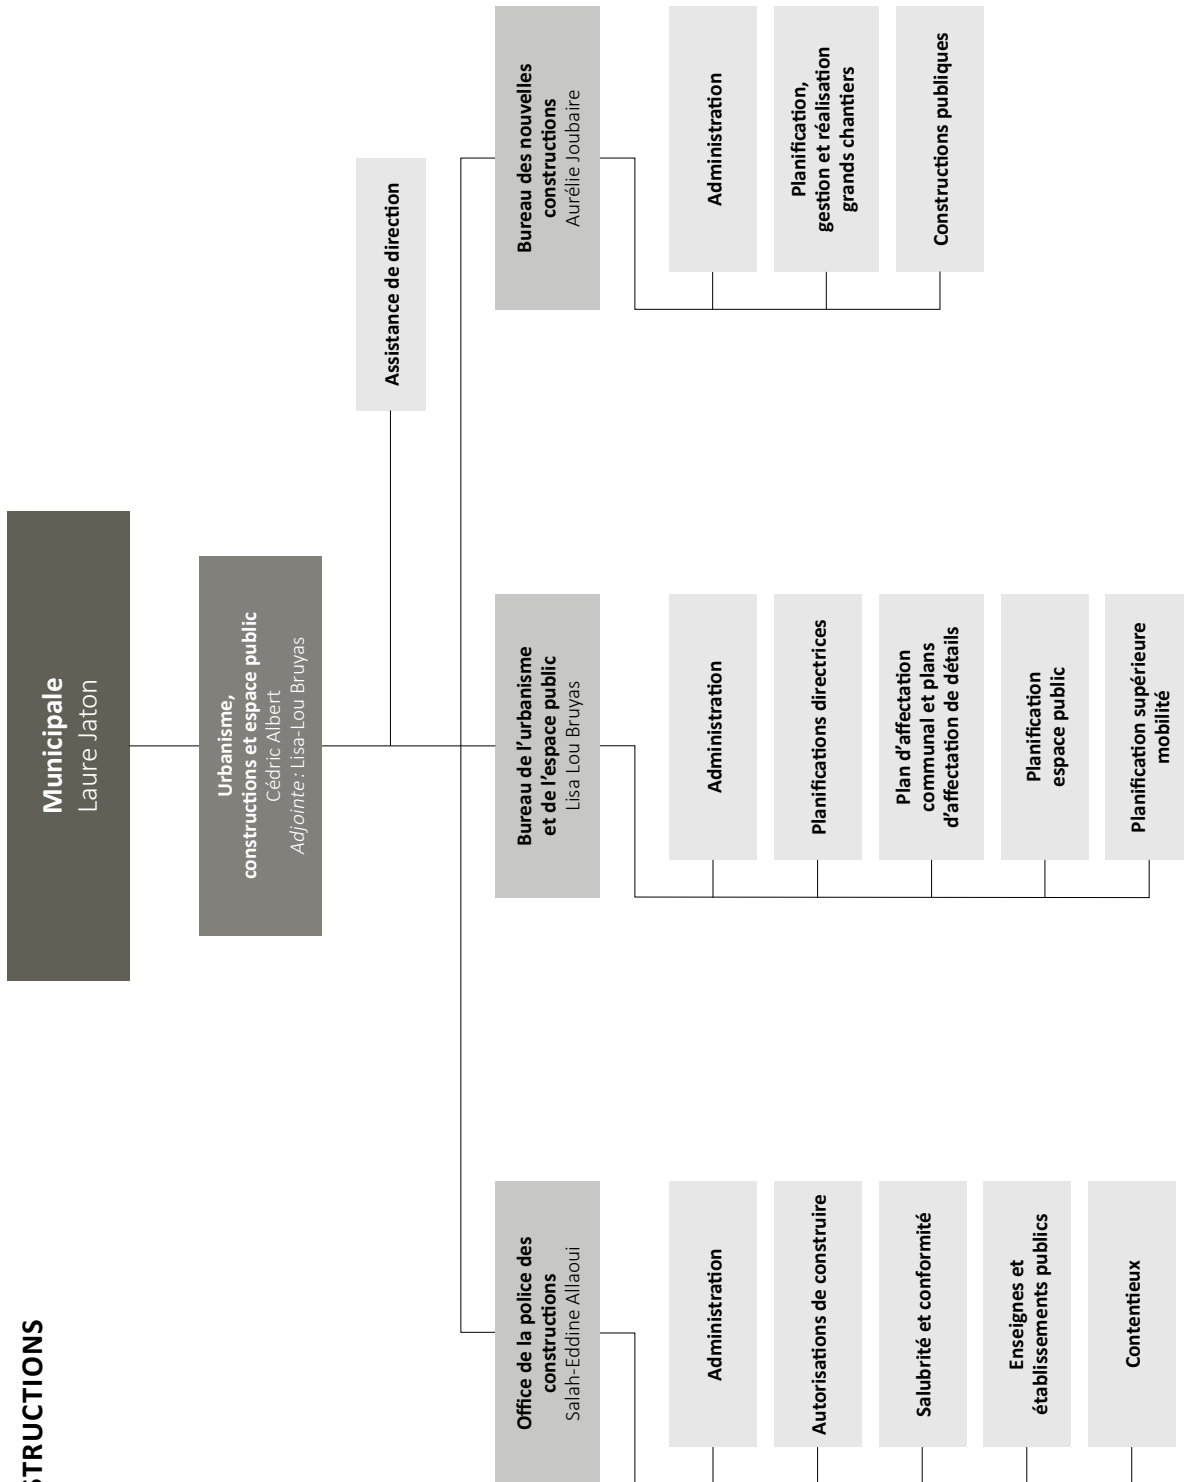 STRUCTIONS
Municipale
Laure Jaton
Urbanisme,
constructions et espace public
Cédric Albert
Adjointe : Lisa-Lou Bruyas
Assistance de direction
Office de la police des
constructions
Salah-Eddine Allaoui
Administration
Autorisations de construire
Salubrité et conformité
Enseignes et
établissements publics
Contentieux
Bureau de l'urbanisme
et de l'espace public
Lisa Lou Bruyas
Administration
Planifications directrices
Plan d'affectation
communal et plans
d'affectation de détails
Planification
espace public
Planification supérieure
mobilité
Bureau des nouvelles
constructions
Aurélie Joubaire
Administration
Planification,
gestion et réalisation
grands chantiers
Constructions publiques